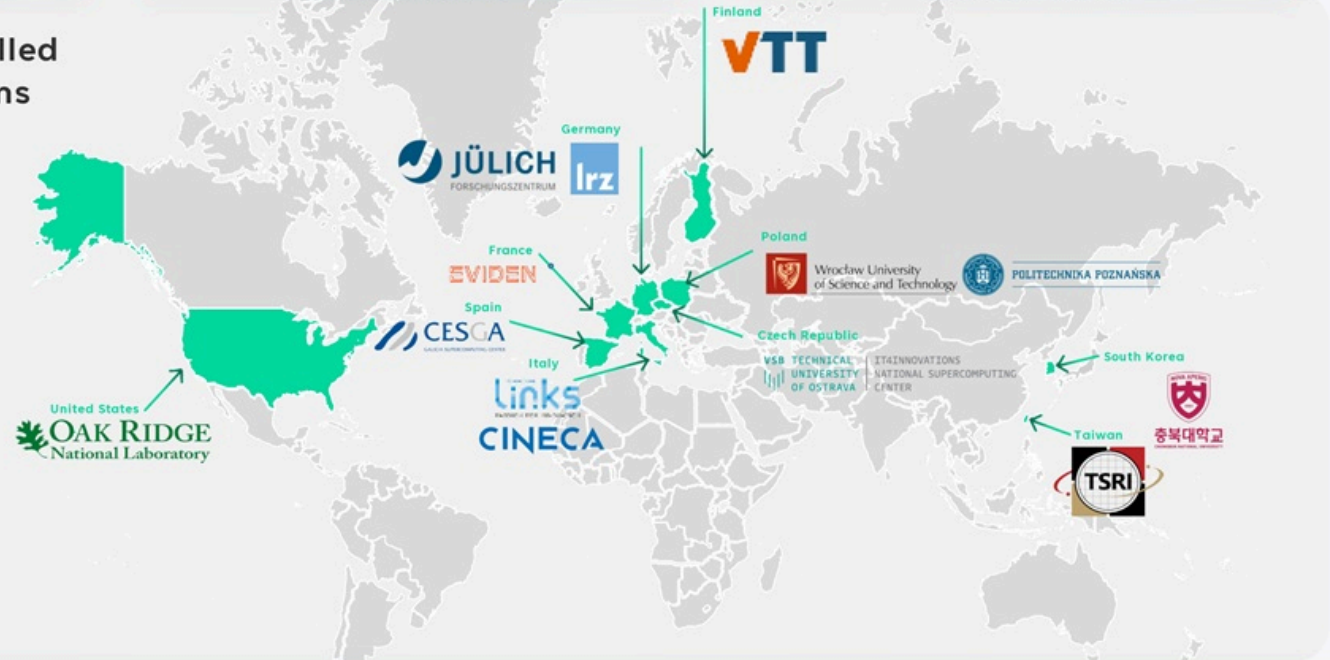 lled
ns
Finland
VTT
Germany
JÜLICH
FORSCHUNGSZENTRUM
lrz
France
EVIDEN
Spain
CESGA
Italy
Links
CINECA
Poland
Wrocław University
of Science and Technology
POLITECHNIKA POZNAŃSKA
Czech Republic
VSB TECHNICAL
UNIVERSITY
OF OSTRAVA
IT4INNOVATIONS
NATIONAL SUPERCOMPUTING
CENTER
South Korea
충북대학교
Taiwan
TSRI
United States
OAK RIDGE
National Laboratory